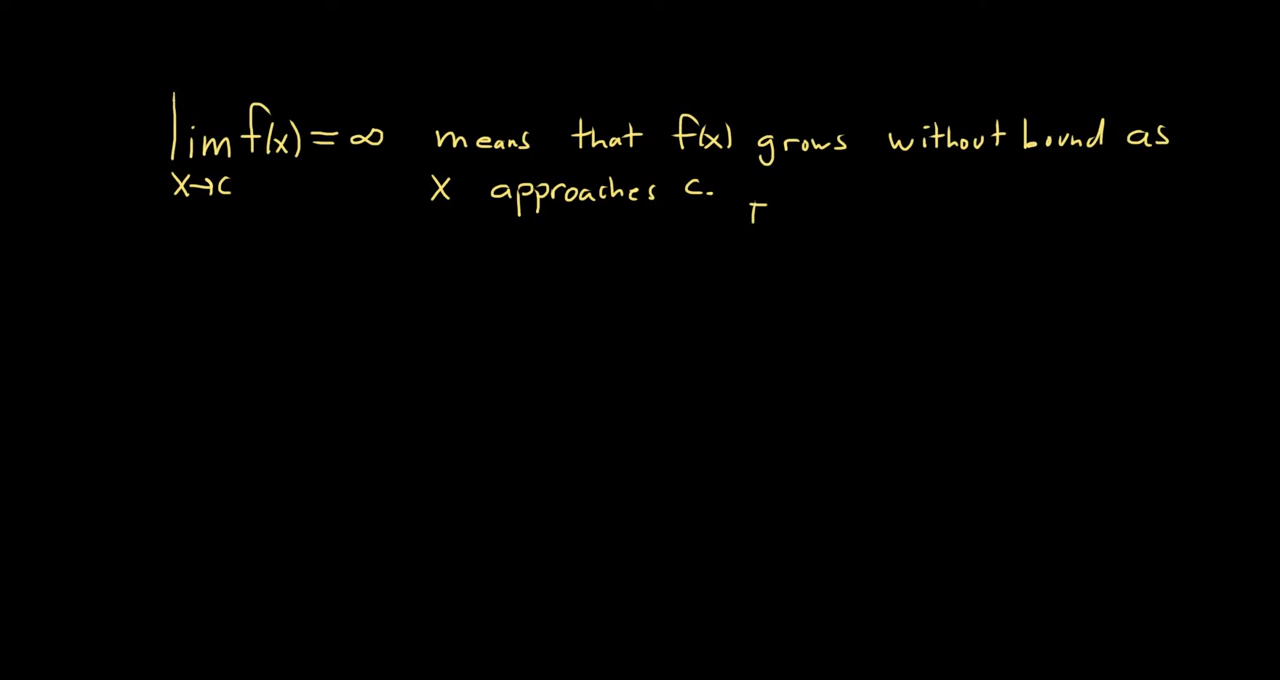 lim f(x) = ∞ means that f(x) grows without bound as
x→c x approaches c. T